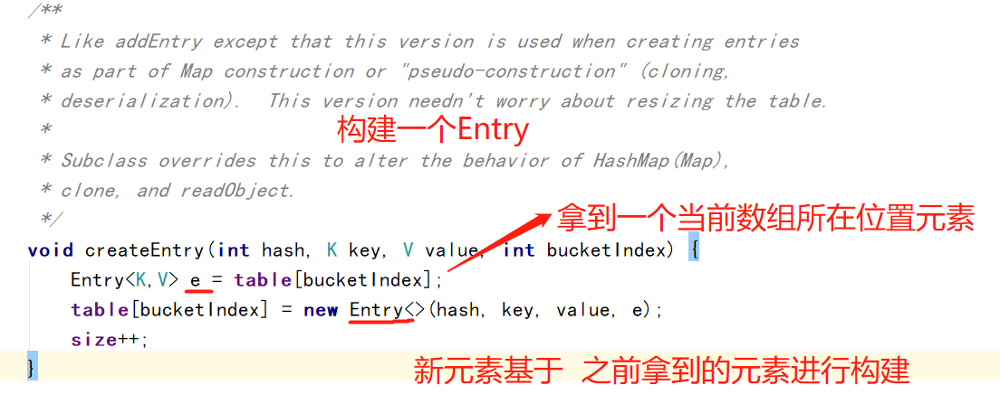 /**
* Like addEntry except that this version is used when creating entries
* as part of Map construction or "pseudo-construction" (cloning,
* deserialization).  This version needn't worry about resizing the table.
*
构建一个Entry
* Subclass overrides this to alter the behavior of HashMap(Map),
* clone, and readObject.
*/
拿到一个当前数组所在位置元素
void createEntry(int hash, K key, V value, int bucketIndex) {
Entry<K,V> e = table[bucketIndex];
table[bucketIndex] = new Entry<>(hash, key, value, e);
size++;
}
新元素基于 之前拿到的元素进行构建